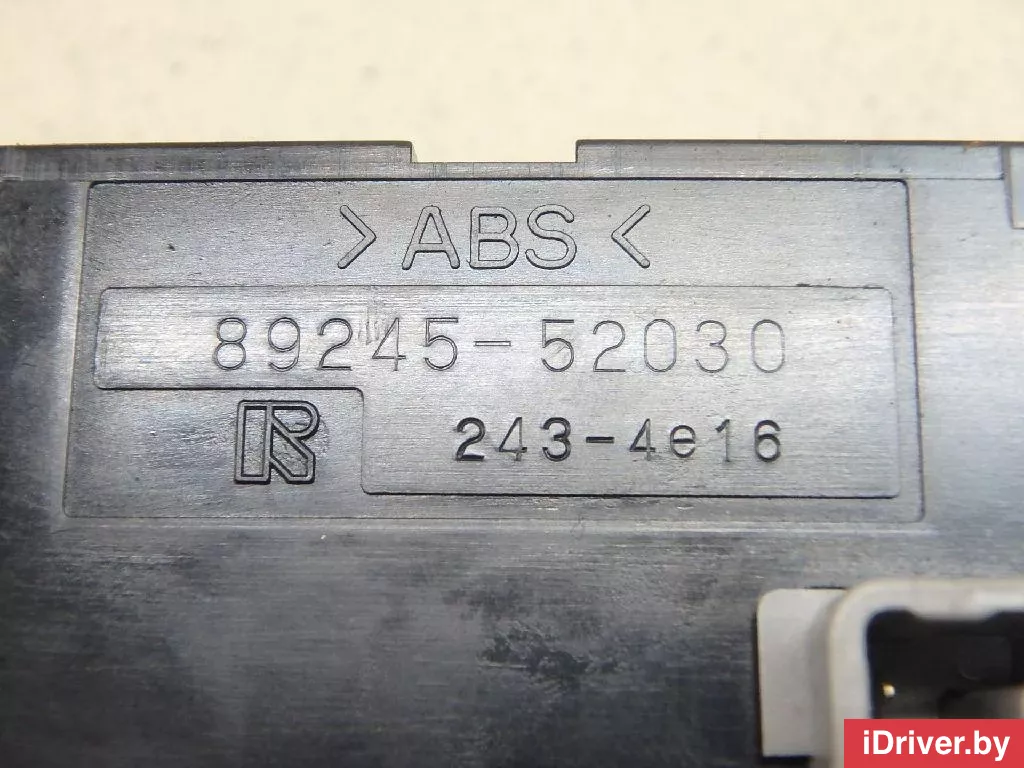 >ABS<
89245-52030
R 243-4e16
iDriver.by